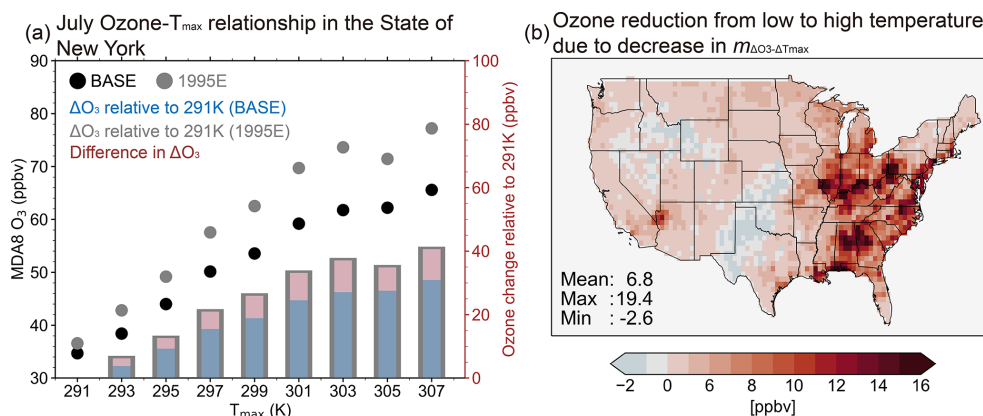 (a) July Ozone-Tmax relationship in the State of
New York
BASE 1995E
ΔO₃ relative to 291K (BASE)
ΔO₃ relative to 291K (1995E)
Difference in ΔO₃
MDA8 O₃ (ppbv)
90
80
70
60
50
40
30
291 293 295 297 299 301 303 305 307
Tmax (K)
100
80
60
40
20
0
Ozone change relative to 291K (ppbv)
(b) Ozone reduction from low to high temperature
due to decrease in mΔO3-ΔTmax
Mean: 6.8
Max :19.4
Min : -2.6
−2 0 6 8 10 12 14 16
[ppbv]